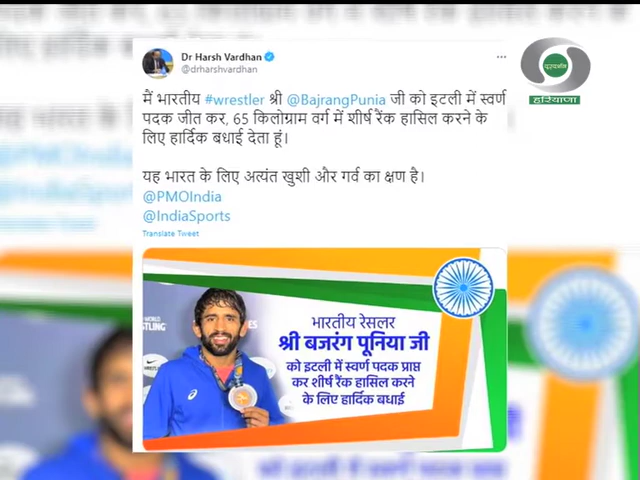 Dr Harsh Vardhan
@drharshvardhan
मैं भारतीय #wrestler श्री @BajrangPunia जी को इटली में स्वर्ण
पदक जीत कर, 65 किलोग्राम वर्ग में शीर्ष रैंक हासिल करने के
लिए हार्दिक बधाई देता हूं।
यह भारत के लिए अत्यंत खुशी और गर्व का क्षण है।
@PMOIndia
@IndiaSports
Translate Tweet
दूरदर्शन
हरियाणा
भारतीय रेसलर
श्री बजरंग पूनिया जी
को इटली में स्वर्ण पदक प्राप्त
कर शीर्ष रैंक हासिल करने
के लिए हार्दिक बधाई